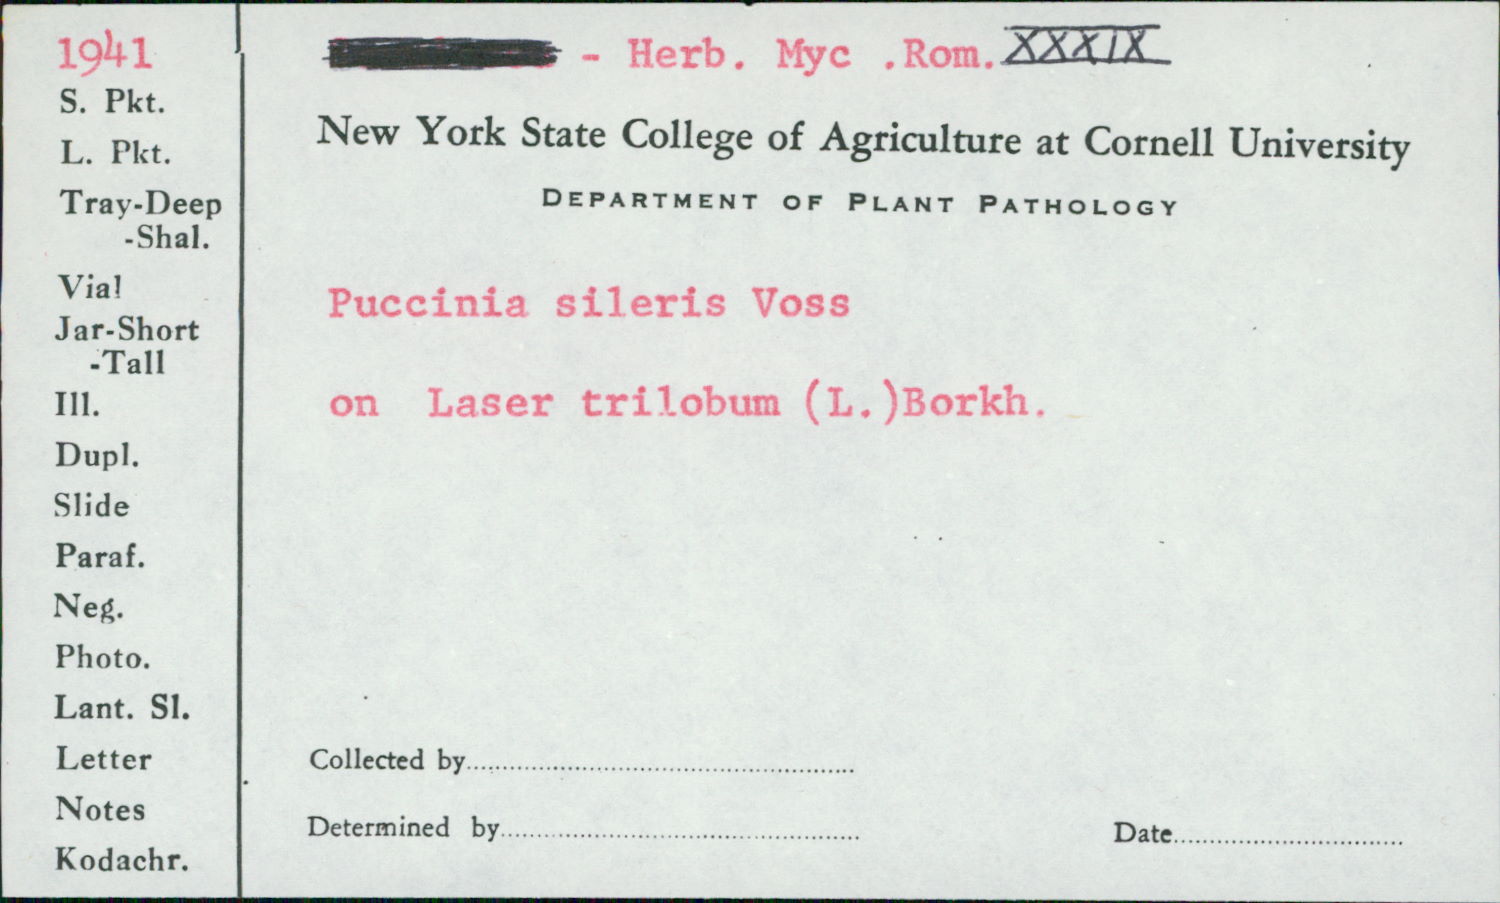 1941
S. Pkt.
L. Pkt.
Tray-Deep
-Shal.
Vial
Jar-Short
-Tall
Ill.
Dupl.
Slide
Paraf.
Neg.
Photo.
Lant. Sl.
Letter
Notes
Kodachr.
- Herb. Myc .Rom. XXXIX
New York State College of Agriculture at Cornell University
DEPARTMENT OF PLANT PATHOLOGY
Puccinia sileris Voss
on Laser trilobum (L.)Borkh.
Collected by
Determined by
Date